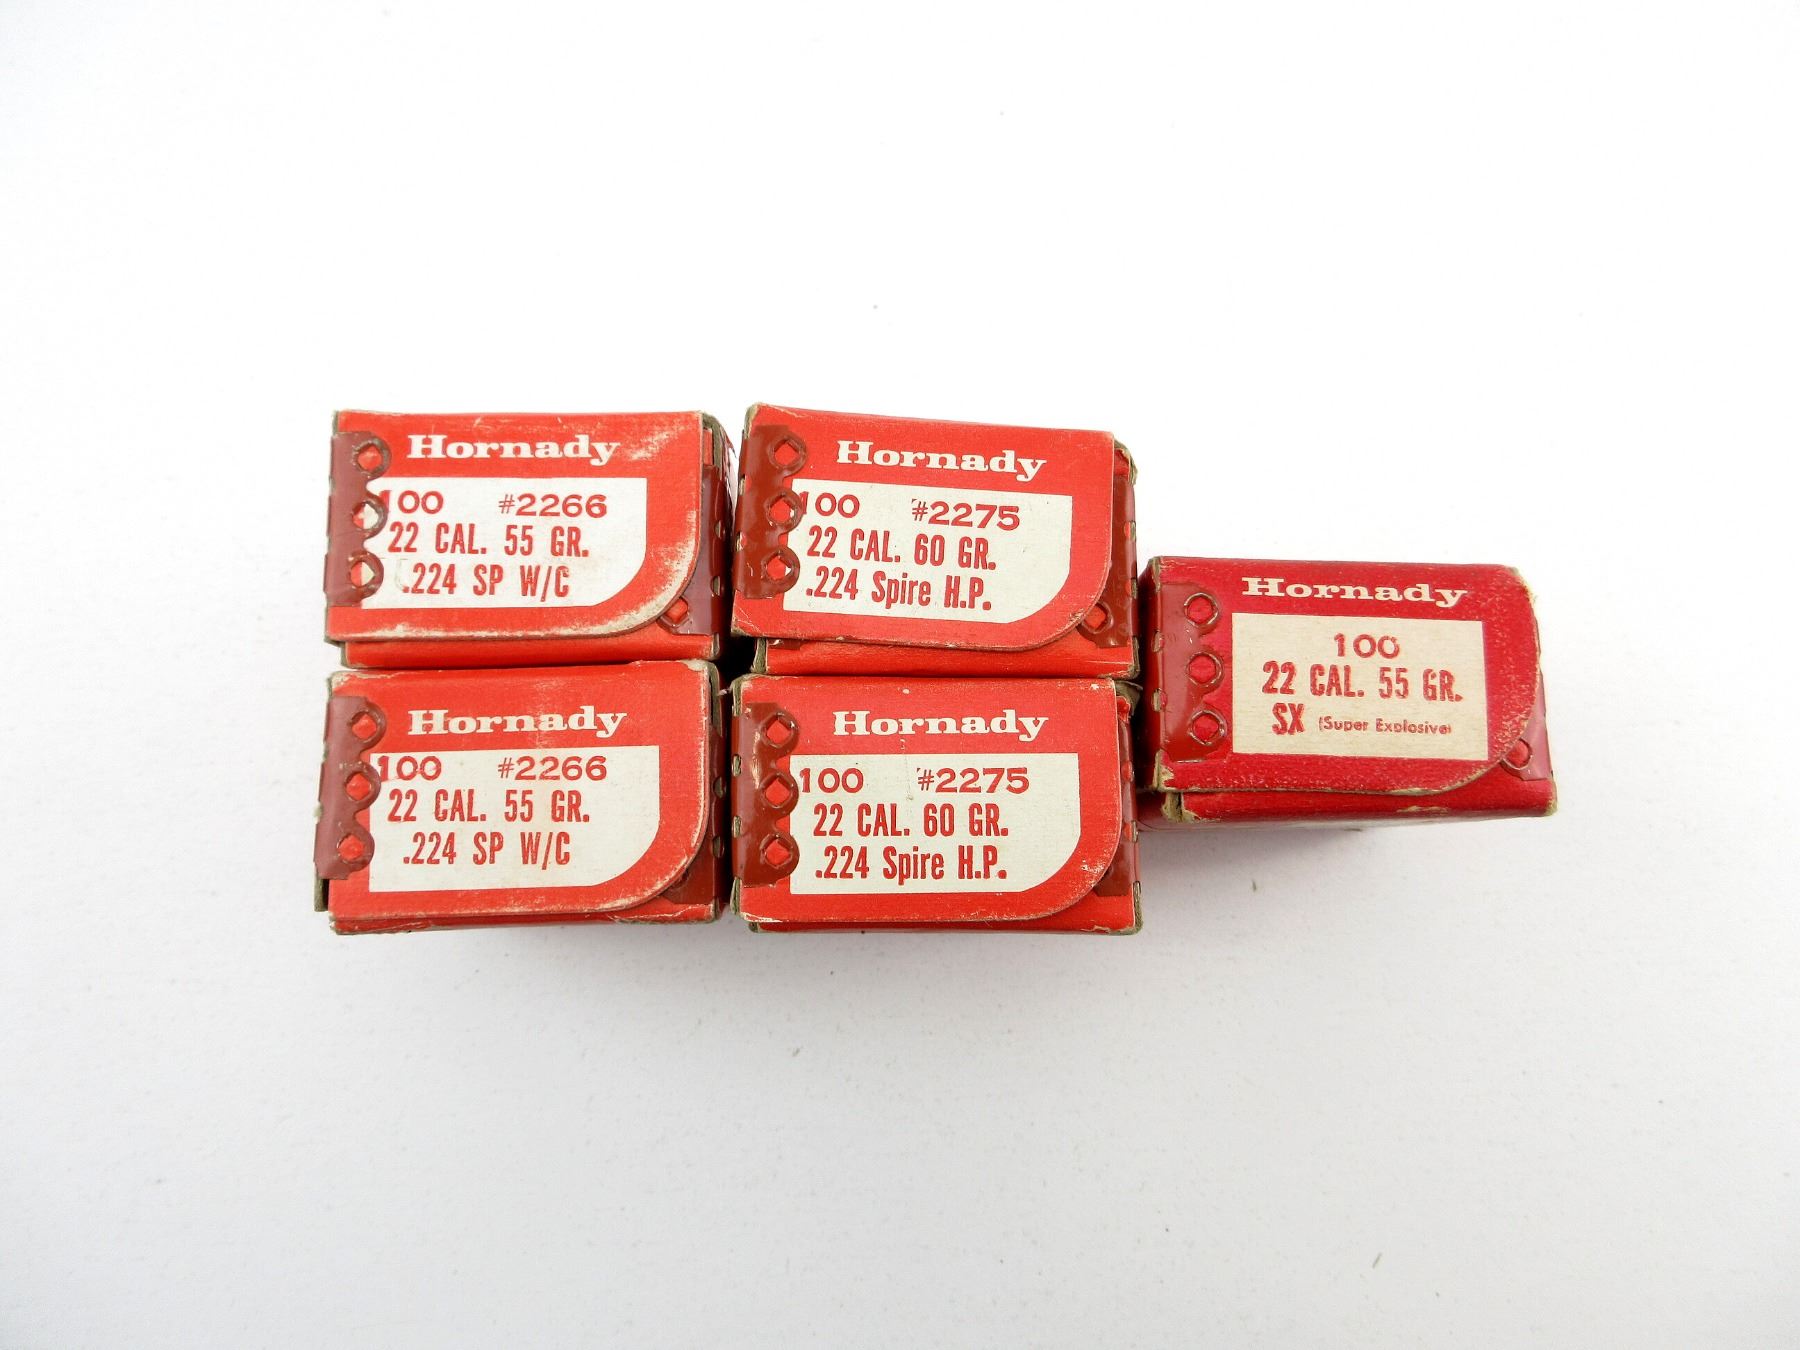 Hornady
100 #2266
22 CAL. 55 GR.
.224 SP W/C
Hornady
100 #2275
22 CAL. 60 GR.
.224 Spire H.P.
Hornady
100
22 CAL. 55 GR.
SX (Super Explosive)
Hornady
100 #2266
22 CAL. 55 GR.
.224 SP W/C
Hornady
100 #2275
22 CAL. 60 GR.
.224 Spire H.P.